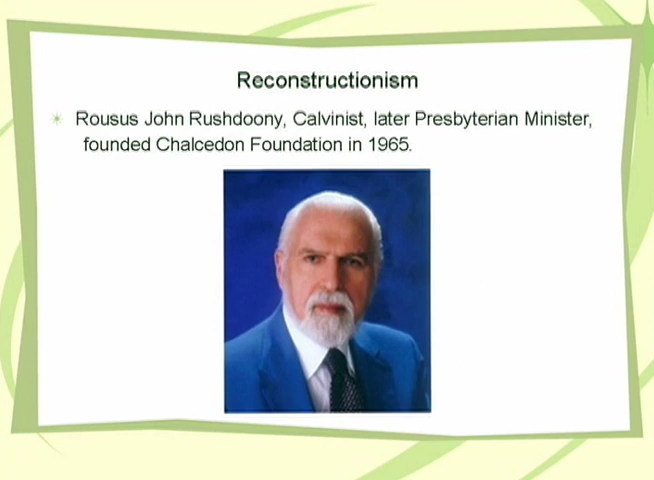 Reconstructionism
Rousus John Rushdoony, Calvinist, later Presbyterian Minister,
founded Chalcedon Foundation in 1965.